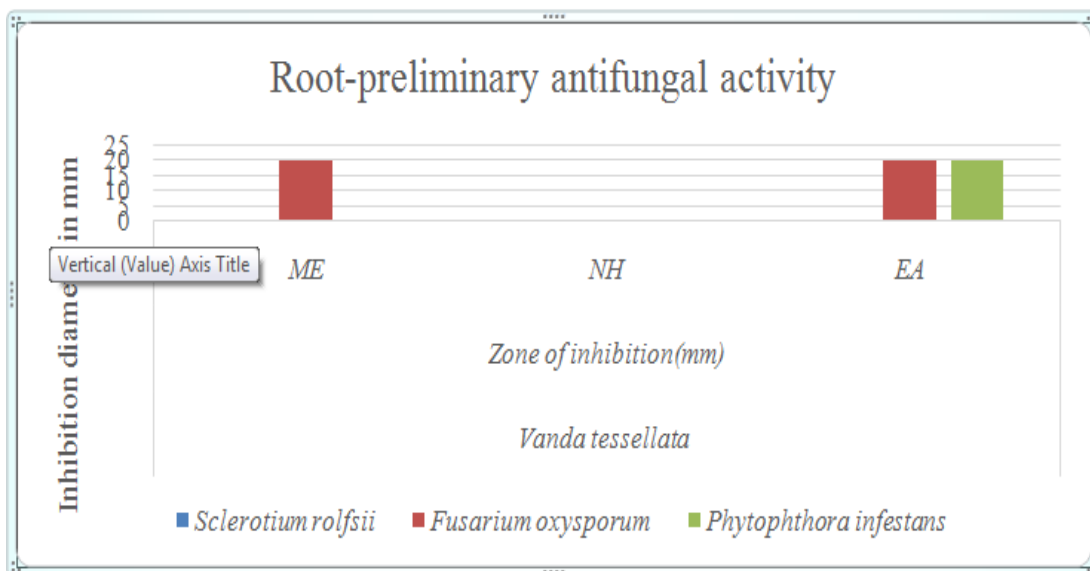 Root-preliminary antifungal activity
Inhibition diame in mm
25
20
15
10
5
0
Vertical (Value) Axis Title
ME NH EA
Zone of inhibition(mm)
Vanda tessellata
Sclerotium rolfsii Fusarium oxysporum Phytophthora infestans